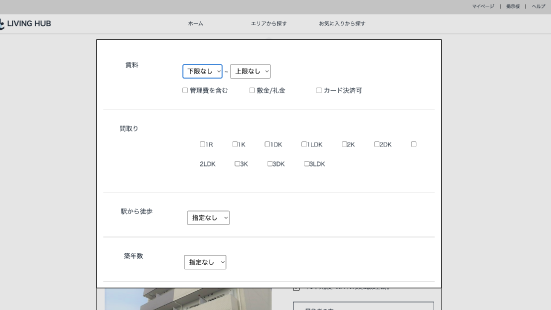 マイページ | 掲示板 | ヘルプ
LIVING HUB
ホーム エリアから探す お気に入りから探す
賃料
下限なし ~ 上限なし
管理費を含む 敷金/礼金 カード決済可
間取り
1R 1K 1DK 1LDK 2K 2DK
2LDK 3K 3DK 3LDK
駅から徒歩
指定なし
築年数
指定なし